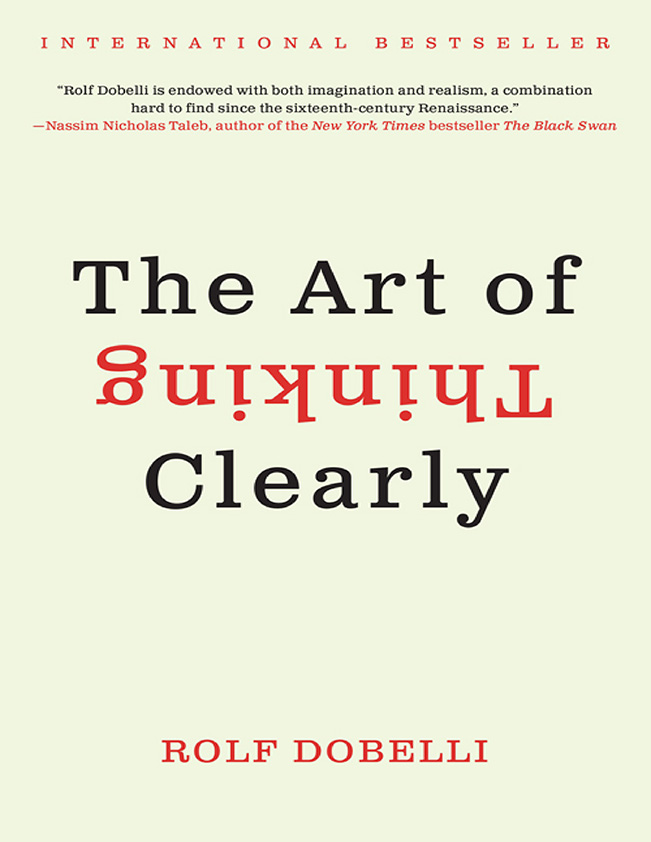 INTERNATIONAL BESTSELLER
“Rolf Dobelli is endowed with both imagination and realism, a combination
hard to find since the sixteenth-century Renaissance.”
—Nassim Nicholas Taleb, author of the New York Times bestseller The Black Swan
The Art of
Thinking
Clearly
ROLF DOBELLI